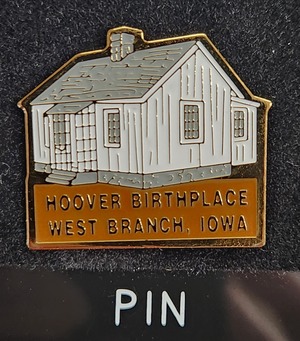 HOOVER BIRTHPLACE
WEST BRANCH, IOWA
PIN